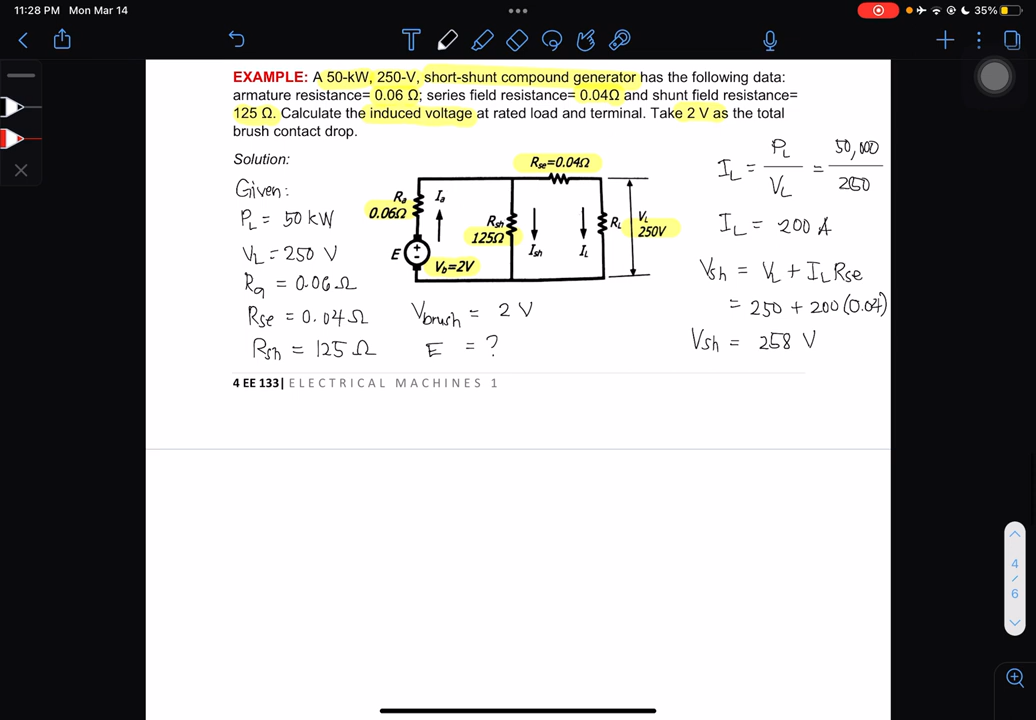 11:28 PM Mon Mar 14
35%
EXAMPLE: A 50-kW, 250-V, short-shunt compound generator has the following data:
armature resistance= 0.06 Ω; series field resistance= 0.04Ω and shunt field resistance=
125 Ω. Calculate the induced voltage at rated load and terminal. Take 2 V as the total
brush contact drop.
Solution:
Given:
PL = 50 kW
VL = 250 V
Ra = 0.06 Ω
Rse = 0.04 Ω
Rsh = 125 Ω
Vbrush = 2 V
E = ?
Rse=0.04Ω
Ra
0.06Ω
Ia
Rsh
125Ω
Ish
IL
RL
VL
250V
E
Vb=2V
IL = PL / VL = 50,000 / 250
IL = 200 A
Vsh = VL + IL Rse
= 250 + 200 (0.04)
Vsh = 258 V
4 EE 133| ELECTRICAL MACHINES 1
4
/
6